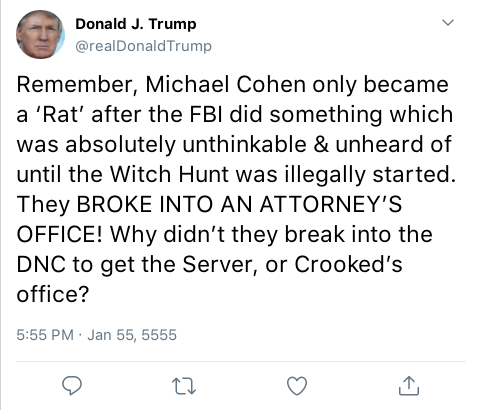 Donald J. Trump
@realDonaldTrump
Remember, Michael Cohen only became
a ‘Rat’ after the FBI did something which
was absolutely unthinkable & unheard of
until the Witch Hunt was illegally started.
They BROKE INTO AN ATTORNEY’S
OFFICE! Why didn’t they break into the
DNC to get the Server, or Crooked’s
office?
5:55 PM · Jan 55, 5555